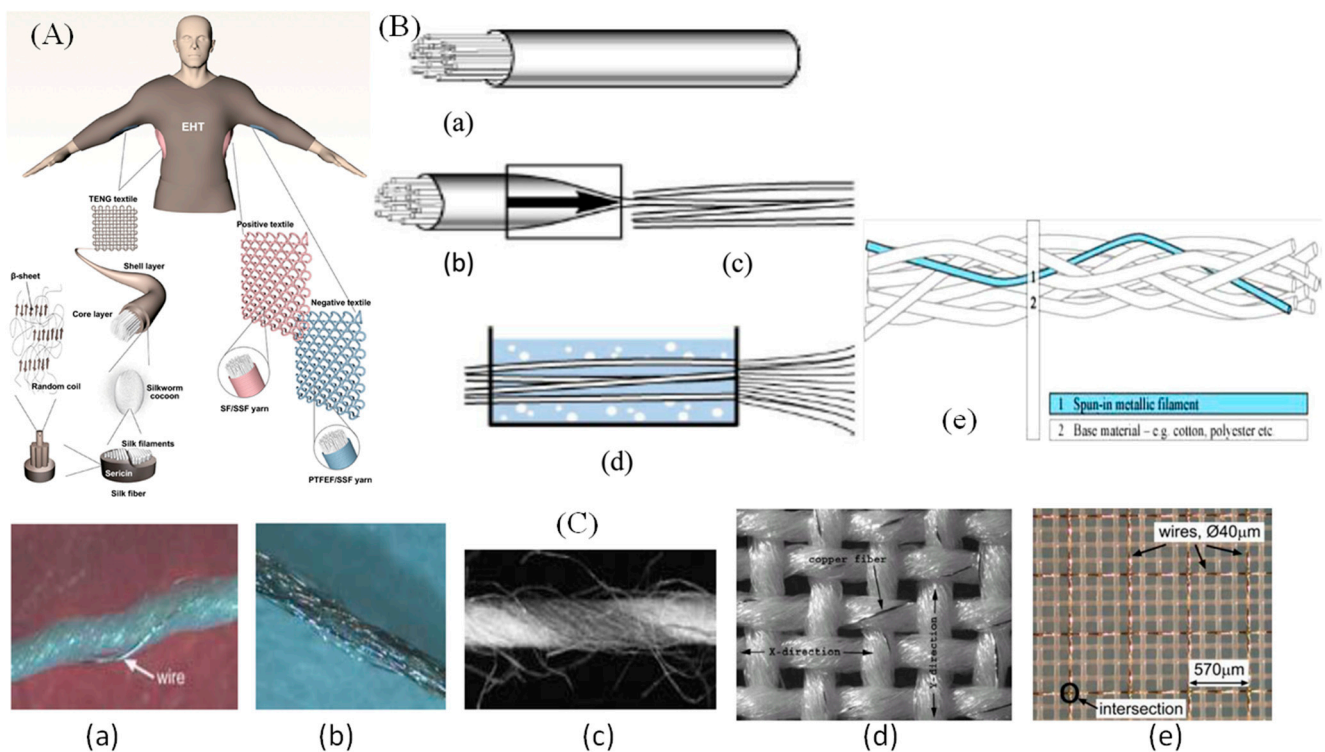 (A)
EHT
TENG textile
Shell layer
β-sheet
Core layer
Random coil
Silkworm
cocoon
Silk filaments
Sericin
Silk fiber
Positive textile
Negative textile
SF/SSF yarn
PTFEF/SSF yarn
(B)
(a)
(b)
(c)
(d)
(e)
1
2
1 Spun-in metallic filament
2 Base material – e.g. cotton, polyester etc.
(C)
wire
(a)
(b)
(c)
copper fiber
X-direction
Y-direction
(d)
wires, Ø40μm
570μm
intersection
(e)